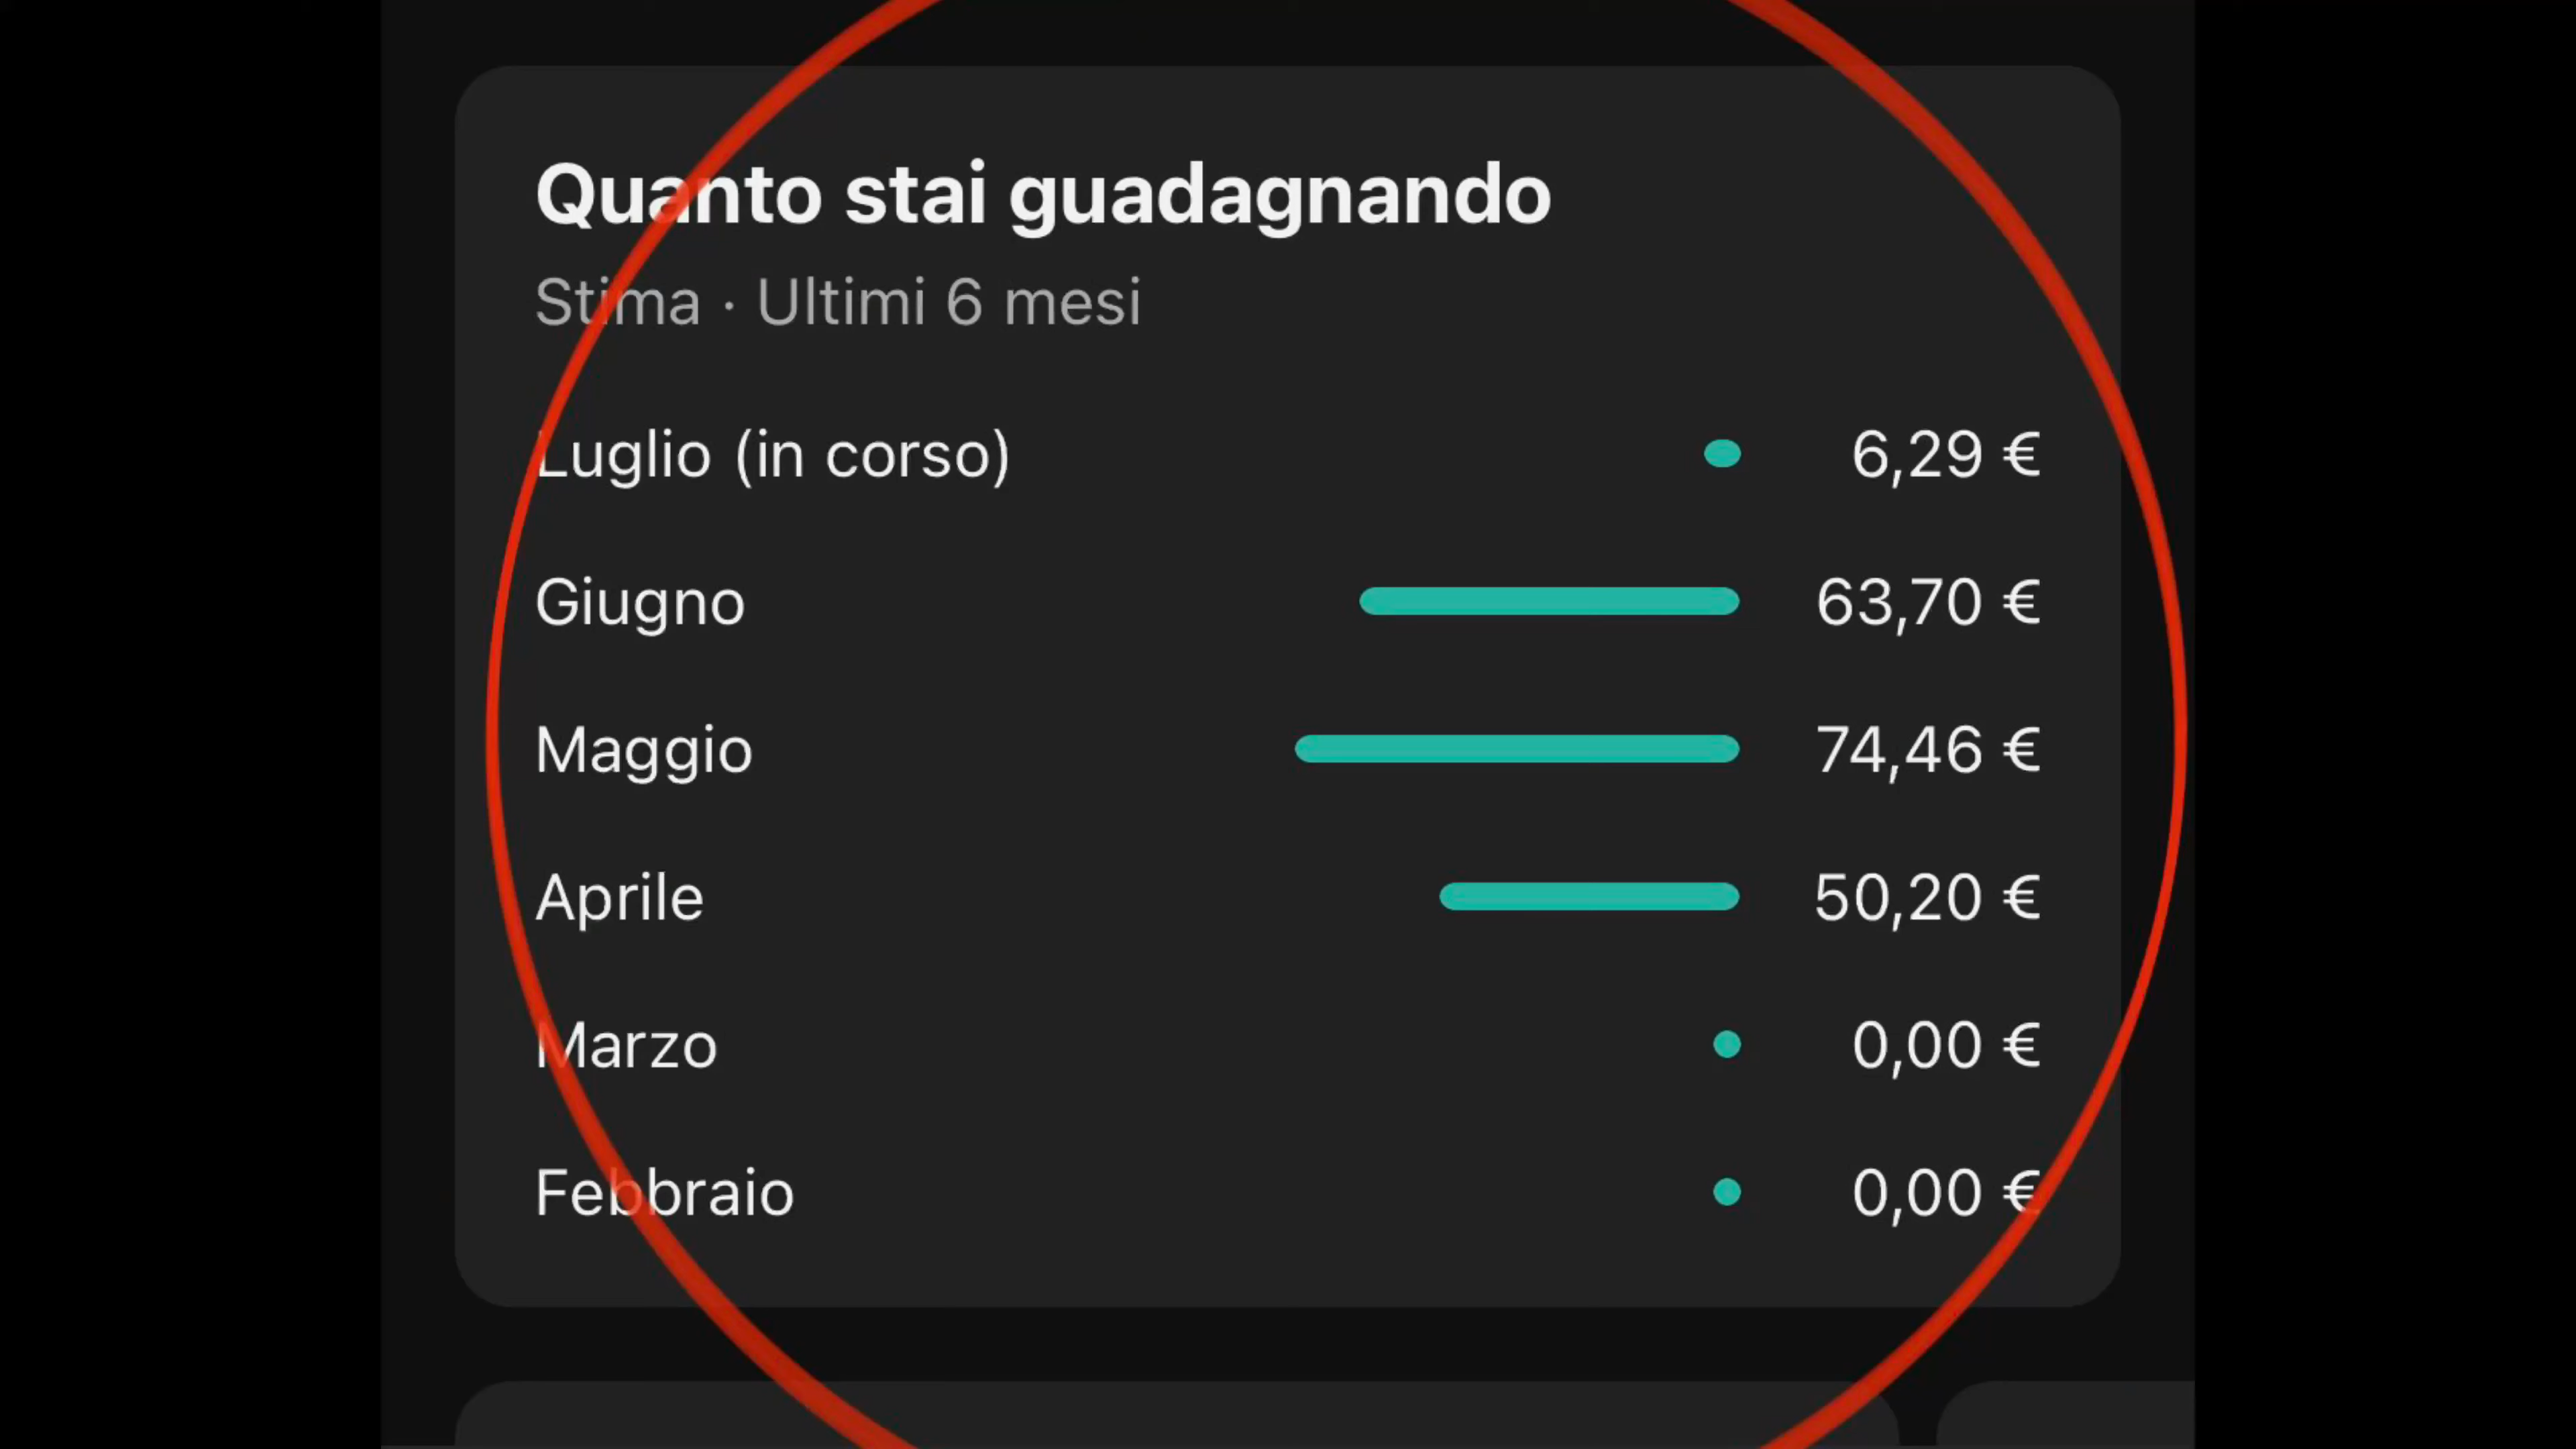 Quanto stai guadagnando
Stima · Ultimi 6 mesi
Luglio (in corso) 6,29 €
Giugno 63,70 €
Maggio 74,46 €
Aprile 50,20 €
Marzo 0,00 €
Febbraio 0,00 €